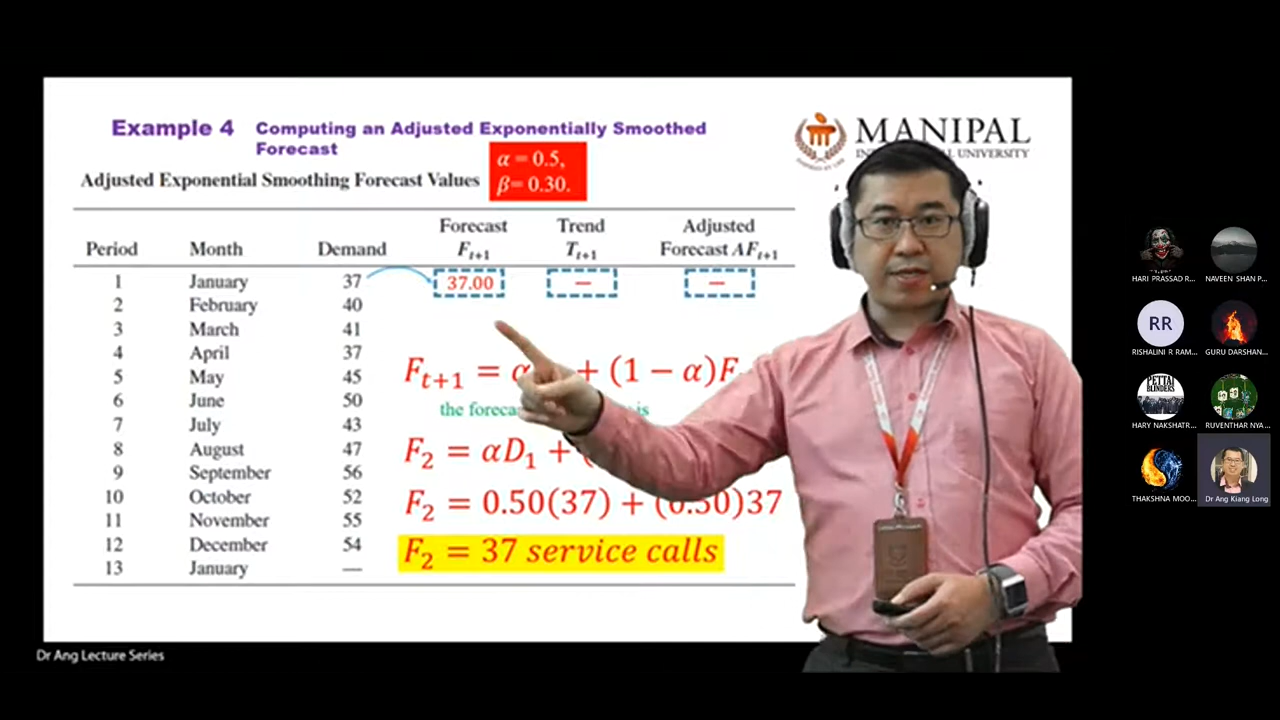 Example 4 Computing an Adjusted Exponentially Smoothed
Forecast
MANIPAL
UNIVERSITY
α = 0.5,
β= 0.30.
Adjusted Exponential Smoothing Forecast Values
Forecast Trend Adjusted
Period Month Demand Ft+1 Tt+1 Forecast AFt+1
1 January 37 37.00 — —
2 February 40
3 March 41
4 April 37
5 May 45
6 June 50
7 July 43
8 August 47
9 September 56
10 October 52
11 November 55
12 December 54
13 January —
Ft+1 = α + (1 − α)F
the is
F2 = αD1 +
F2 = 0.50(37) + (0.50)37
F2 = 37 service calls
Dr Ang Lecture Series
HARI PRASSAD R...
NAVEEN SHAN P...
RR
RISHALINI R RAM...
GURU DARSHAN...
HARY NAKSHATR...
RUVENTHAR NYA...
THAKSHNA MOO...
Dr Ang Kiang Long